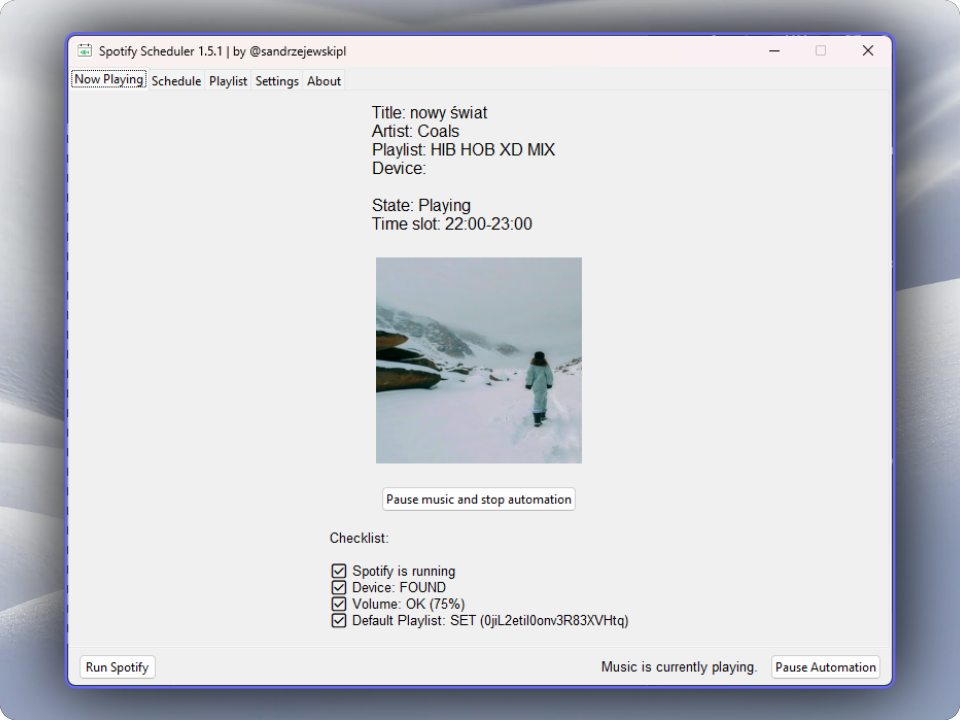 Spotify Scheduler 1.5.1 | by @sandrzejewskipl
Now Playing Schedule Playlist Settings About
Title: nowy świat
Artist: Coals
Playlist: HIB HOB XD MIX
Device:
State: Playing
Time slot: 22:00-23:00
Pause music and stop automation
Checklist:
Spotify is running
Device: FOUND
Volume: OK (75%)
Default Playlist: SET (0jiL2etil0onv3R83XVHtq)
Run Spotify
Music is currently playing.
Pause Automation